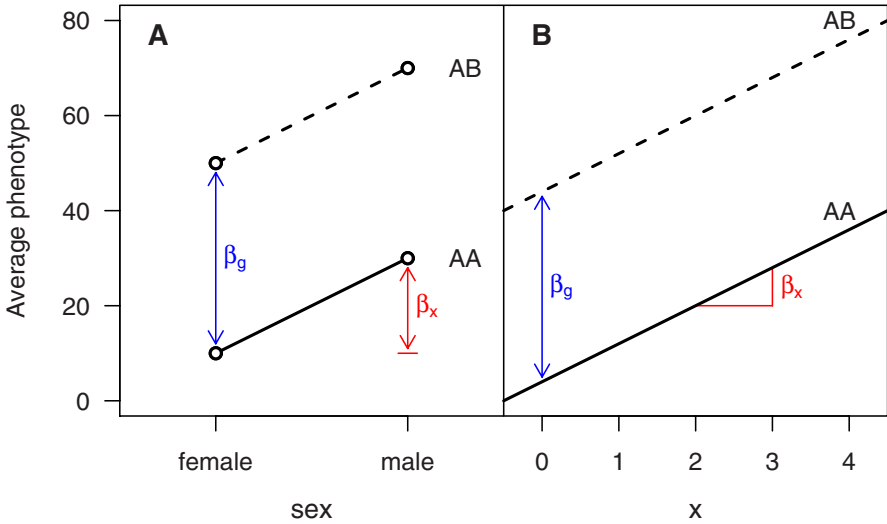 A
B
80
60
40
20
0
Average phenotype
AB
AA
βg
βx
AB
AA
βg
βx
female
male
sex
0
1
2
3
4
x